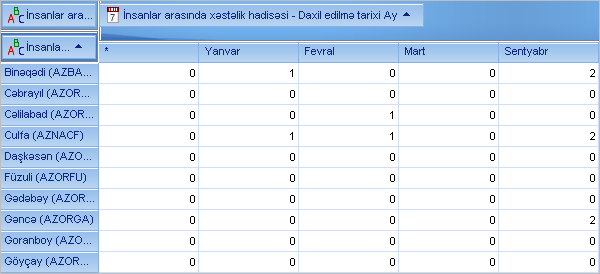 İnsanlar ara...
7 İnsanlar arasında xəstəlik hadisəsi - Daxil edilmə tarixi Ay
İnsanla...
* Yanvar Fevral Mart Sentyabr
Binəqədi (AZBA... 0 1 0 0 2
Cəbrayıl (AZOR... 0 0 0 0 0
Cəlilabad (AZOR... 0 0 1 0 0
Culfa (AZNACF) 0 1 1 0 2
Daşkəsən (AZO... 0 0 0 0 0
Füzuli (AZORFU) 0 0 0 0 0
Gədəbəy (AZOR... 0 0 0 0 0
Gəncə (AZORGA) 0 0 0 0 2
Goranboy (AZO... 0 0 0 0 0
Göyçay (AZOR... 0 0 0 0 0